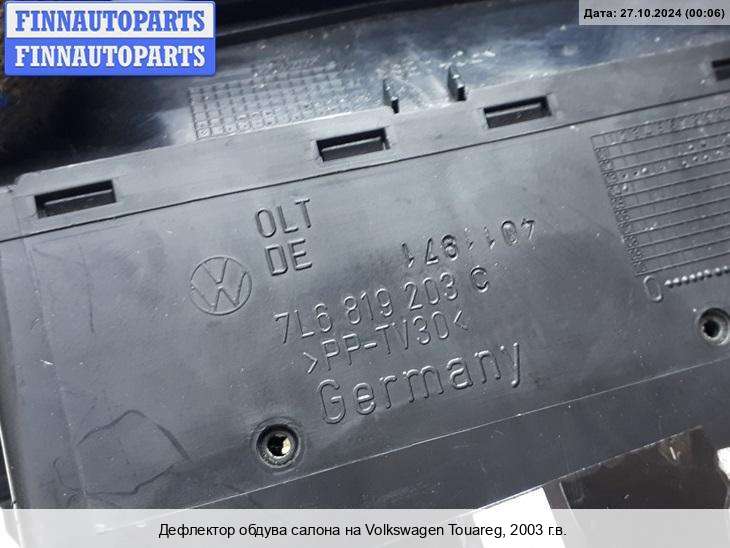 FINNAUTOPARTS
FINNAUTOPARTS
Дата: 27.10.2024 (00:06)
OLT
DE
4011971
7L6 819 203 C
>PP-TV30<
Germany
Дефлектор обдува салона на Volkswagen Touareg, 2003 г.в.